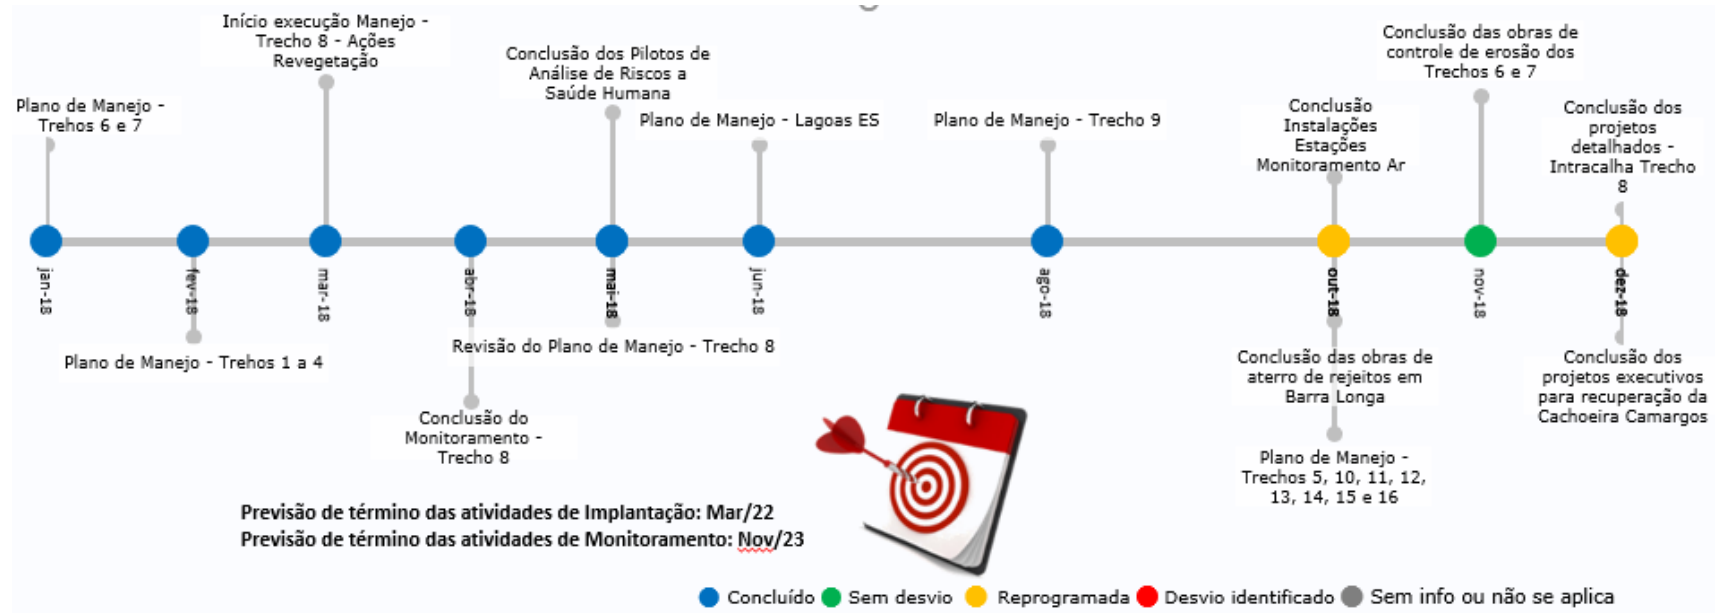 Plano de Manejo -
Trehos 6 e 7
Início execução Manejo -
Trecho 8 - Ações
Revegetação
Conclusão dos Pilotos de
Análise de Riscos a
Saúde Humana
Plano de Manejo - Lagoas ES
Plano de Manejo - Trecho 9
Conclusão
Instalações
Estações
Monitoramento Ar
Conclusão das obras de
controle de erosão dos
Trechos 6 e 7
Conclusão dos
projetos
detalhados -
Intracalha Trecho
8
jan-18
fev-18
mar-18
abr-18
mai-18
jun-18
ago-18
out-18
nov-18
dez-18
Plano de Manejo - Trehos 1 a 4
Conclusão do
Monitoramento -
Trecho 8
Revisão do Plano de Manejo - Trecho 8
Conclusão das obras de
aterro de rejeitos em
Barra Longa
Plano de Manejo -
Trechos 5, 10, 11, 12,
13, 14, 15 e 16
Conclusão dos
projetos executivos
para recuperação da
Cachoeira Camargos
Previsão de término das atividades de Implantação: Mar/22
Previsão de término das atividades de Monitoramento: Nov/23
Concluído
Sem desvio
Reprogramada
Desvio identificado
Sem info ou não se aplica